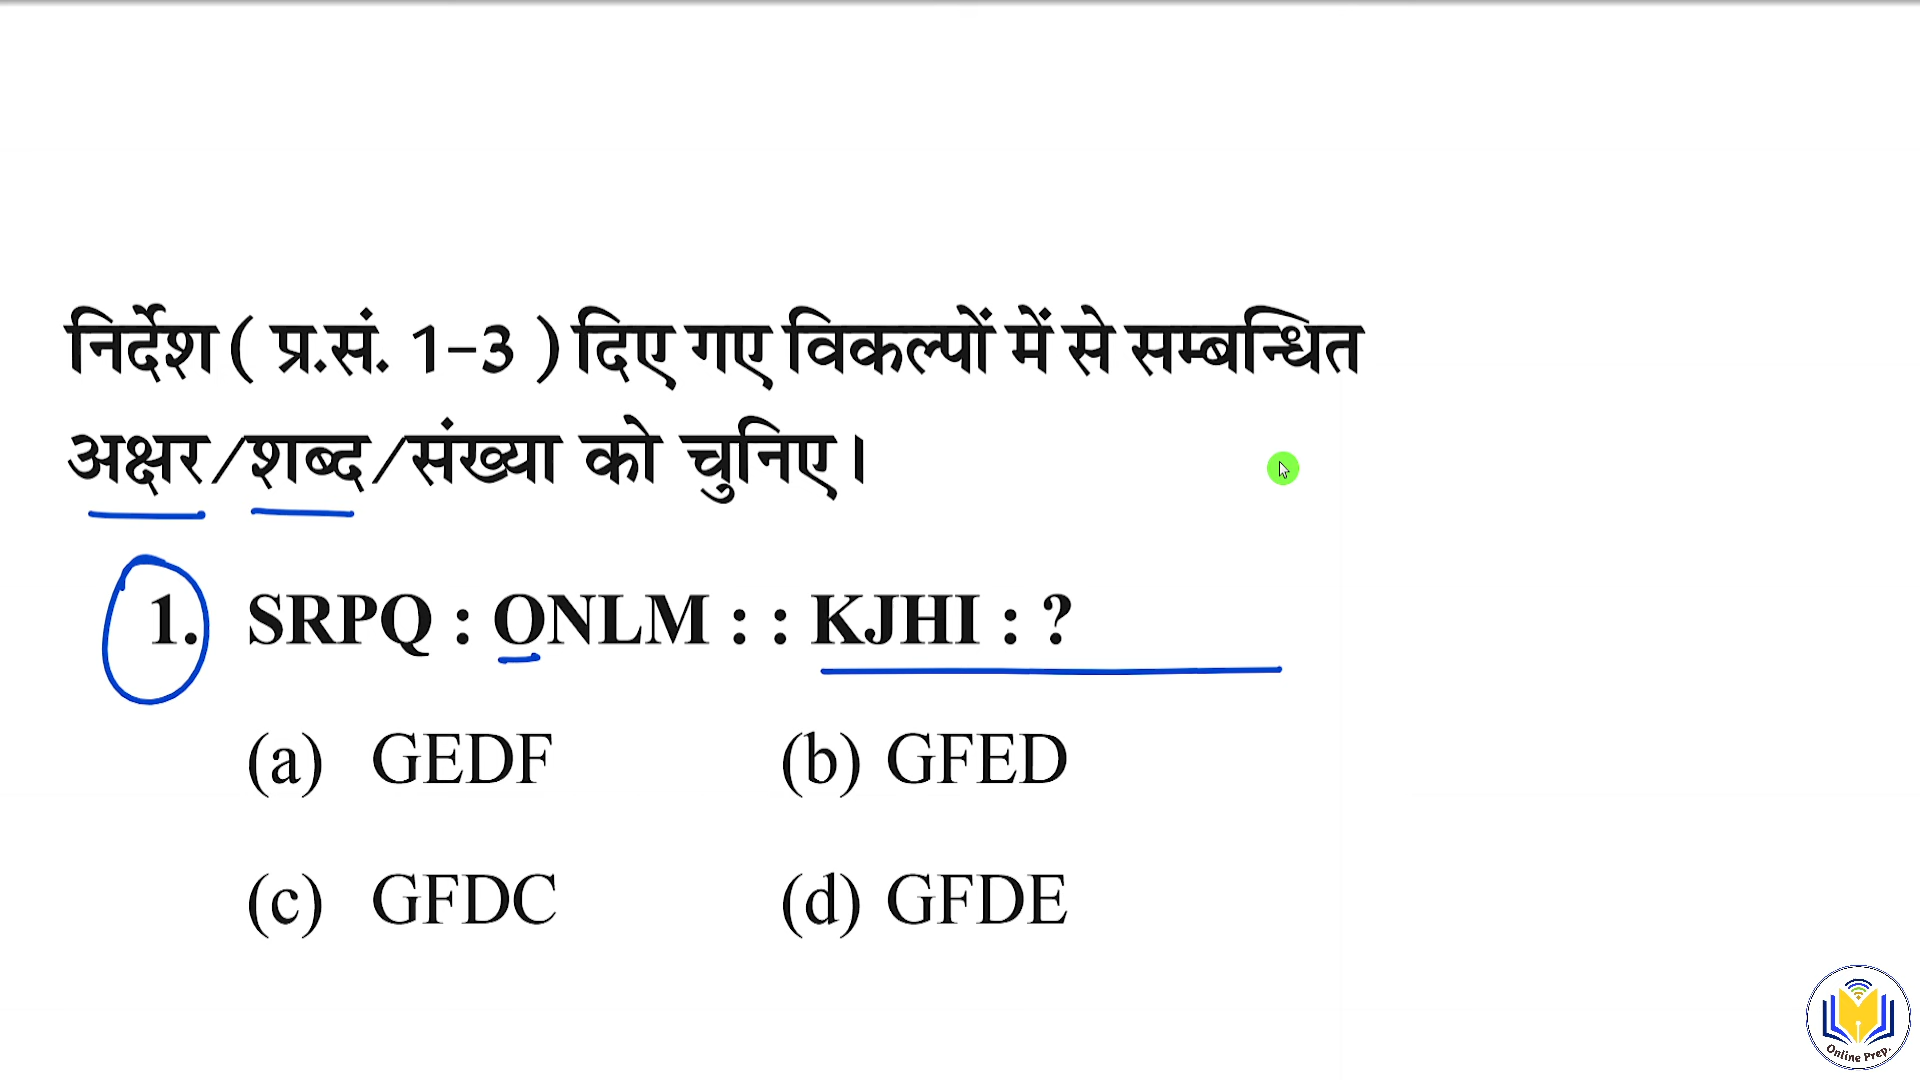 निर्देश ( प्र.सं. 1-3 ) दिए गए विकल्पों में से सम्बन्धित
अक्षर/शब्द/संख्या को चुनिए।
1. SRPQ : ONLM : : KJHI : ?
(a) GEDF (b) GFED
(c) GFDC (d) GFDE
Online Prep.